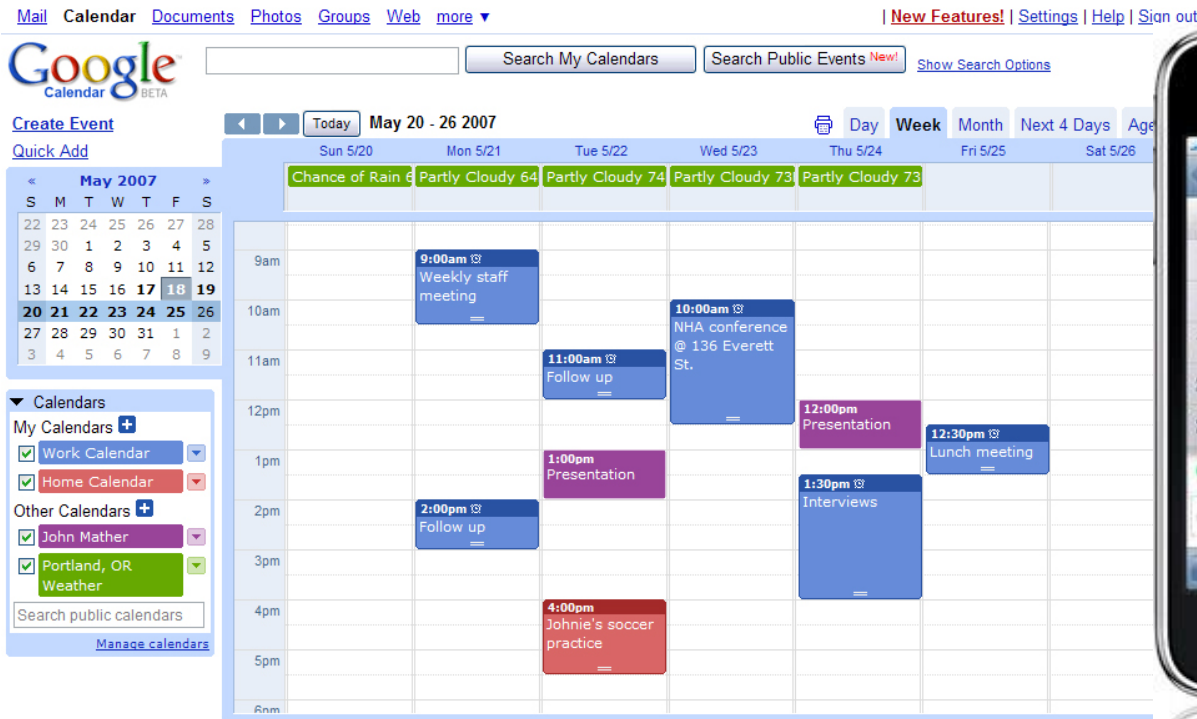 Mail Calendar Documents Photos Groups Web more ▼ | New Features! | Settings | Help | Sign out
Google
Calendar BETA
Search My Calendars Search Public Events New! Show Search Options
Create Event
Quick Add
Today May 20 - 26 2007 Day Week Month Next 4 Days
Sun 5/20 Mon 5/21 Tue 5/22 Wed 5/23 Thu 5/24 Fri 5/25 Sat 5/26
Chance of Rain 6 Partly Cloudy 64 Partly Cloudy 74 Partly Cloudy 73 Partly Cloudy 73
« May 2007 »
S M T W T F S
22 23 24 25 26 27 28
29 30 1 2 3 4 5
6 7 8 9 10 11 12
13 14 15 16 17 18 19
20 21 22 23 24 25 26
27 28 29 30 31 1 2
3 4 5 6 7 8 9
Calendars
My Calendars
Work Calendar
Home Calendar
Other Calendars
John Mather
Portland, OR
Weather
Search public calendars
Manage calendars
9am
10am
11am
12pm
1pm
2pm
3pm
4pm
5pm
6pm
9:00am
Weekly staff
meeting
2:00pm
Follow up
11:00am
Follow up
1:00pm
Presentation
4:00pm
Johnie's soccer
practice
10:00am
NHA conference
@ 136 Everett
St.
12:00pm
Presentation
1:30pm
Interviews
12:30pm
Lunch meeting